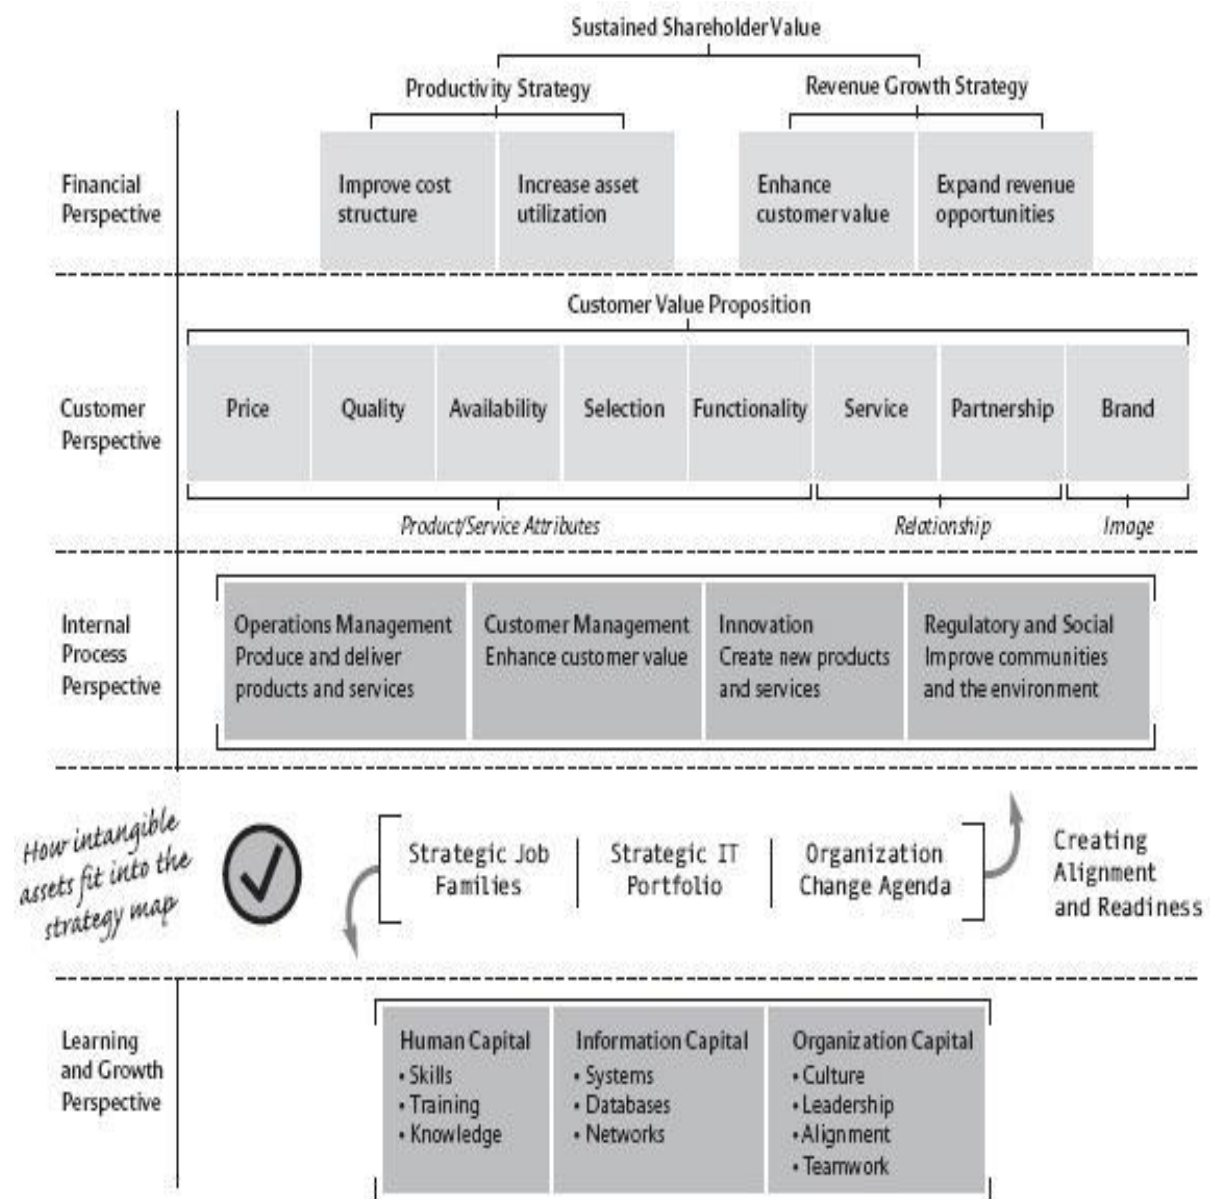 Sustained Shareholder Value
Productivity Strategy
Revenue Growth Strategy
Financial
Perspective
Improve cost
structure
Increase asset
utilization
Enhance
customer value
Expand revenue
opportunities
Customer Value Proposition
Customer
Perspective
Price
Quality
Availability
Selection
Functionality
Service
Partnership
Brand
Product/Service Attributes
Relationship
Image
Internal
Process
Perspective
Operations Management
Produce and deliver
products and services
Customer Management
Enhance customer value
Innovation
Create new products
and services
Regulatory and Social
Improve communities
and the environment
How intangible
assets fit into the
strategy map
Strategic Job
Families
Strategic IT
Portfolio
Organization
Change Agenda
Creating
Alignment
and Readiness
Learning
and Growth
Perspective
Human Capital
• Skills
• Training
• Knowledge
Information Capital
• Systems
• Databases
• Networks
Organization Capital
• Culture
• Leadership
• Alignment
• Teamwork